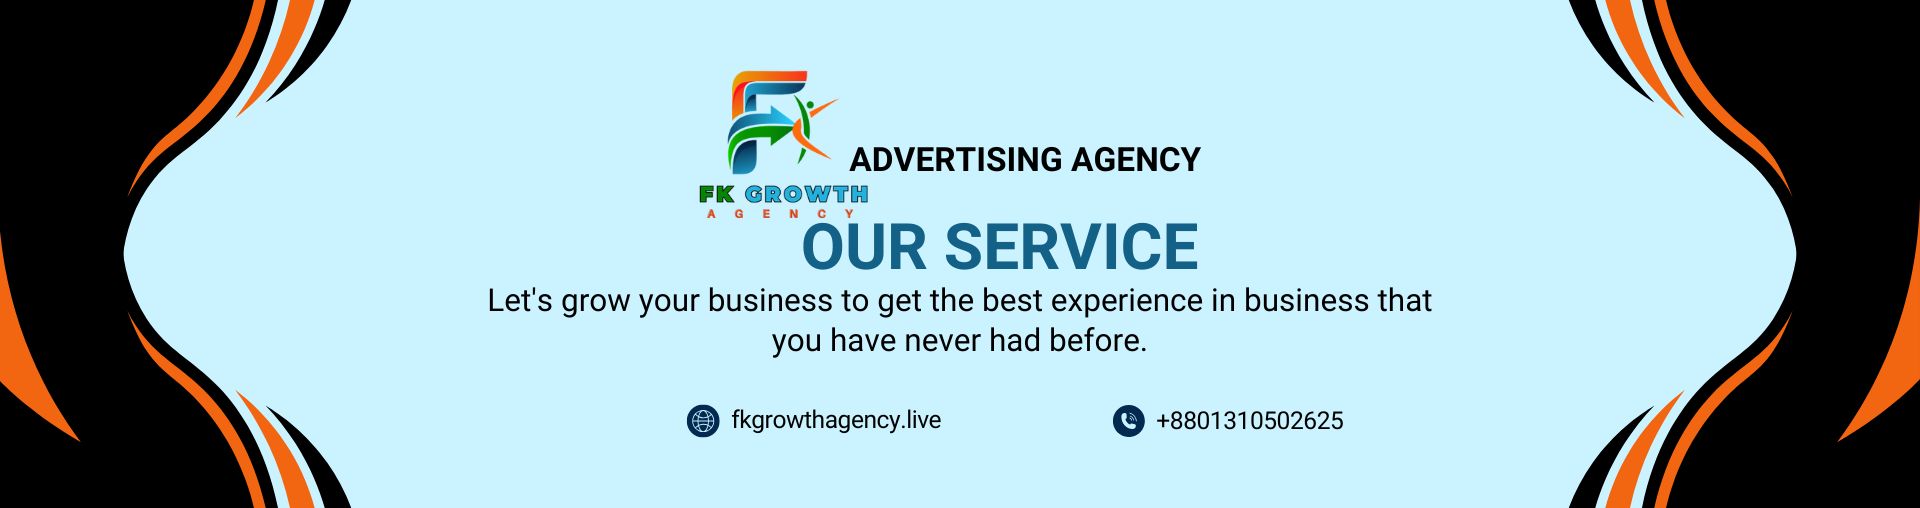 ADVERTISING AGENCY
FK GROWTH
AGENCY
OUR SERVICE
Let's grow your business to get the best experience in business that
you have never had before.
fkgrowthagency.live
+8801310502625